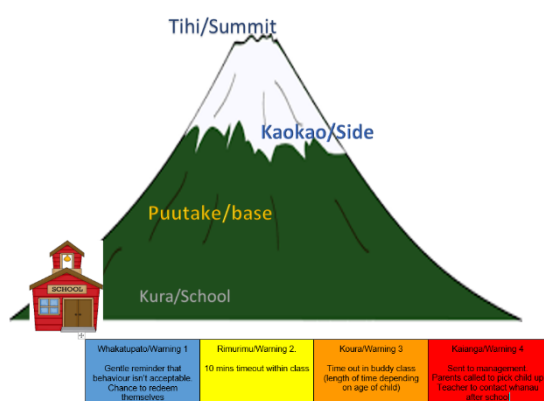 Tihi/Summit
Kaokao/Side
Puutake/base
SCHOOL
Kura/School
Whakatupato/Warning 1
Gentle reminder that
behaviour isn't acceptable.
Chance to redeem
themselves
Rimurimu/Warning 2.
10 mins timeout within class
Koura/Warning 3
Time out in buddy class
(length of time depending
on age of child)
Warning 4
Sent to management
Parents called to pick child up
Teacher to contact whenau
after school